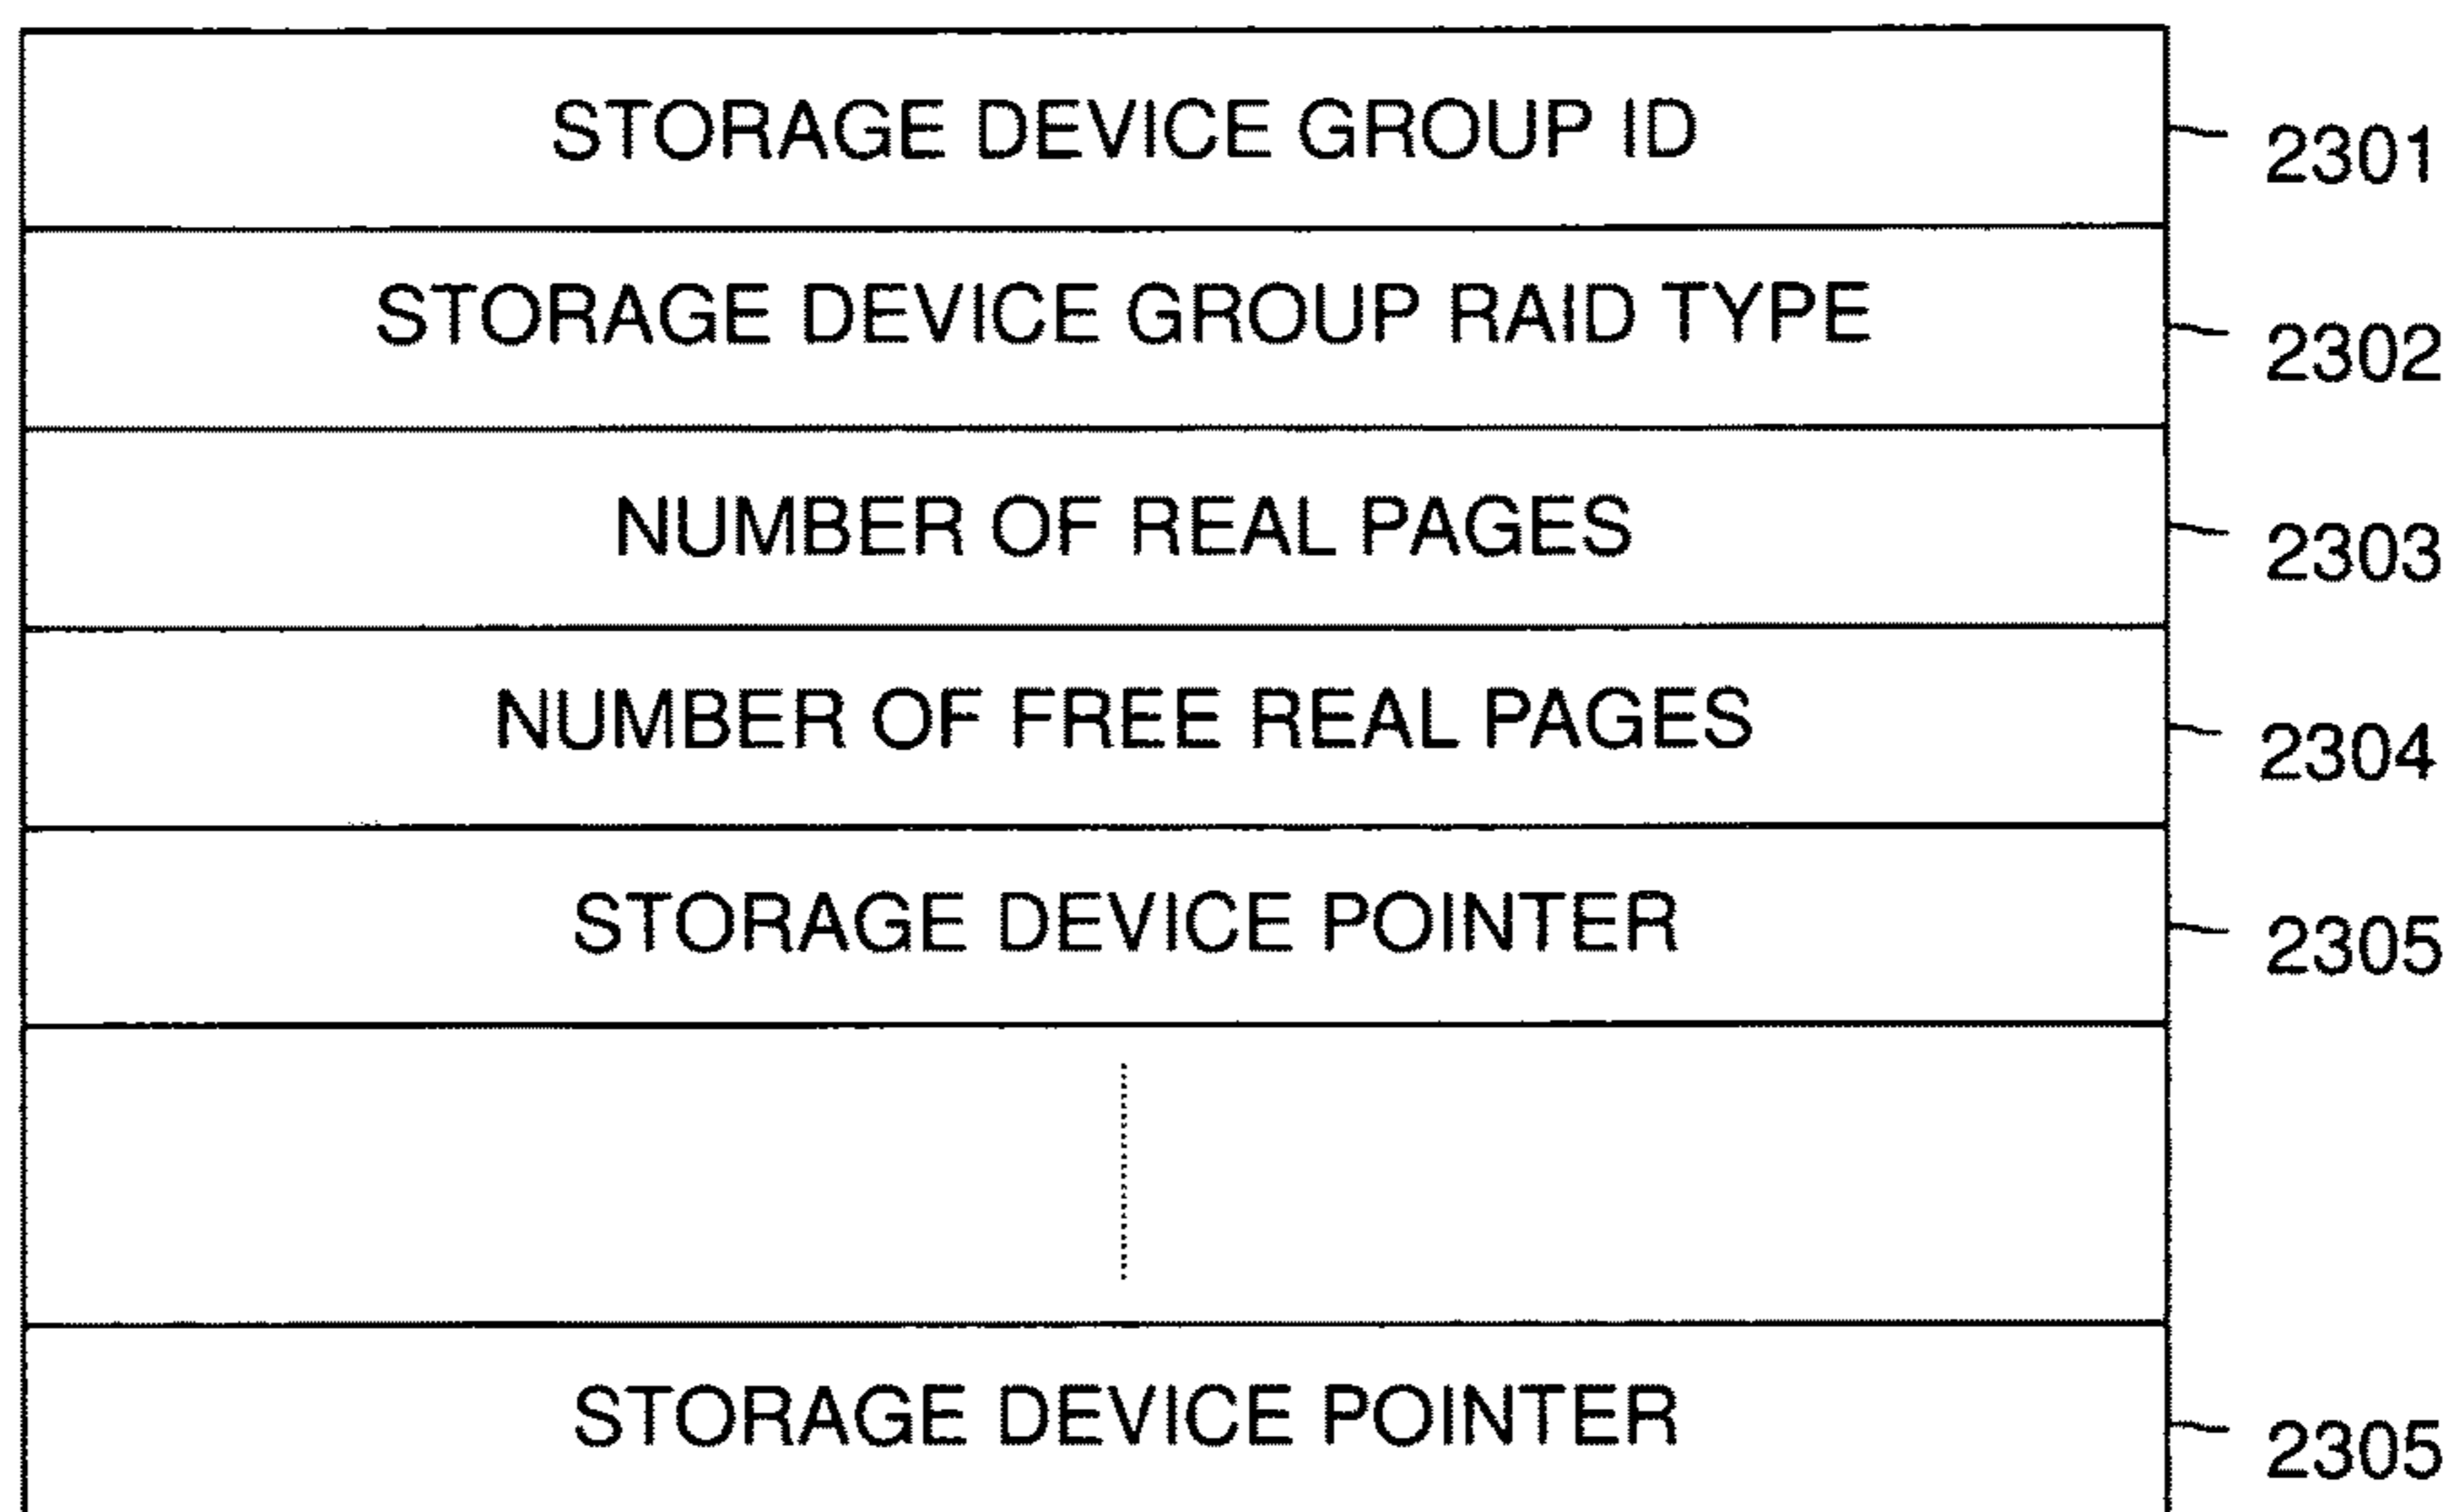 STORAGE DEVICE GROUP ID 2301
STORAGE DEVICE GROUP RAID TYPE 2302
NUMBER OF REAL PAGES 2303
NUMBER OF FREE REAL PAGES 2304
STORAGE DEVICE POINTER 2305
STORAGE DEVICE POINTER 2305